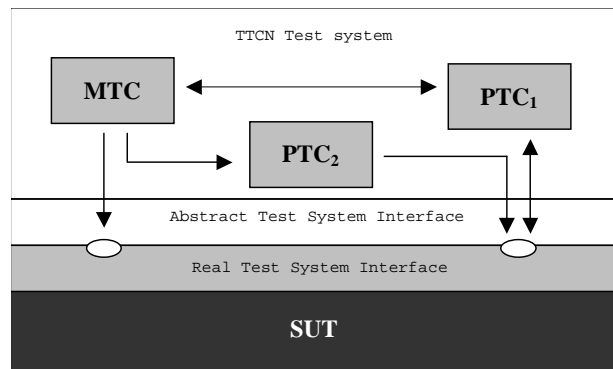 TTCN Test system
MTC
PTC₁
PTC₂
Abstract Test System Interface
Real Test System Interface
SUT